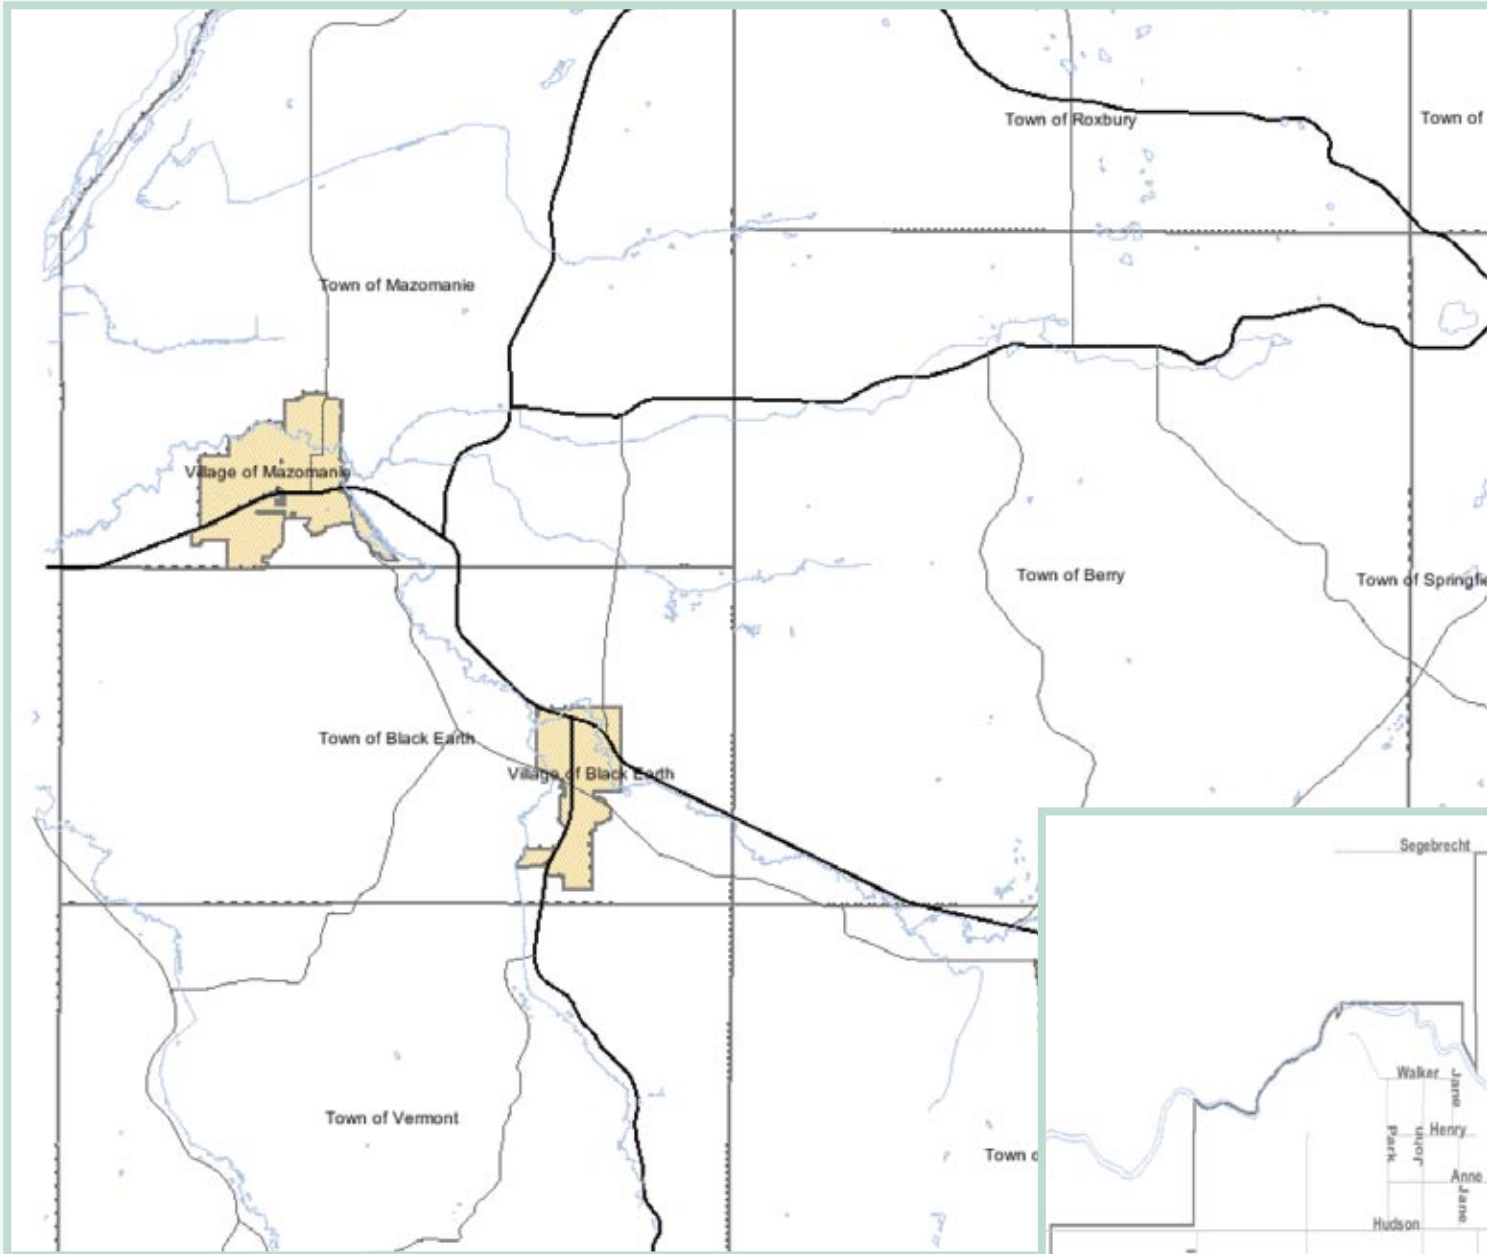 Town of Roxbury
Town of
Town of Mazomanie
Village of Mazomanie
Town of Berry
Town of Springfie
Town of Black Earth
Village of Black Earth
Town of Vermont
Town o
Segebrecht
Walker
Jane
Henry
Park
John
Anne
Jane
Hudson